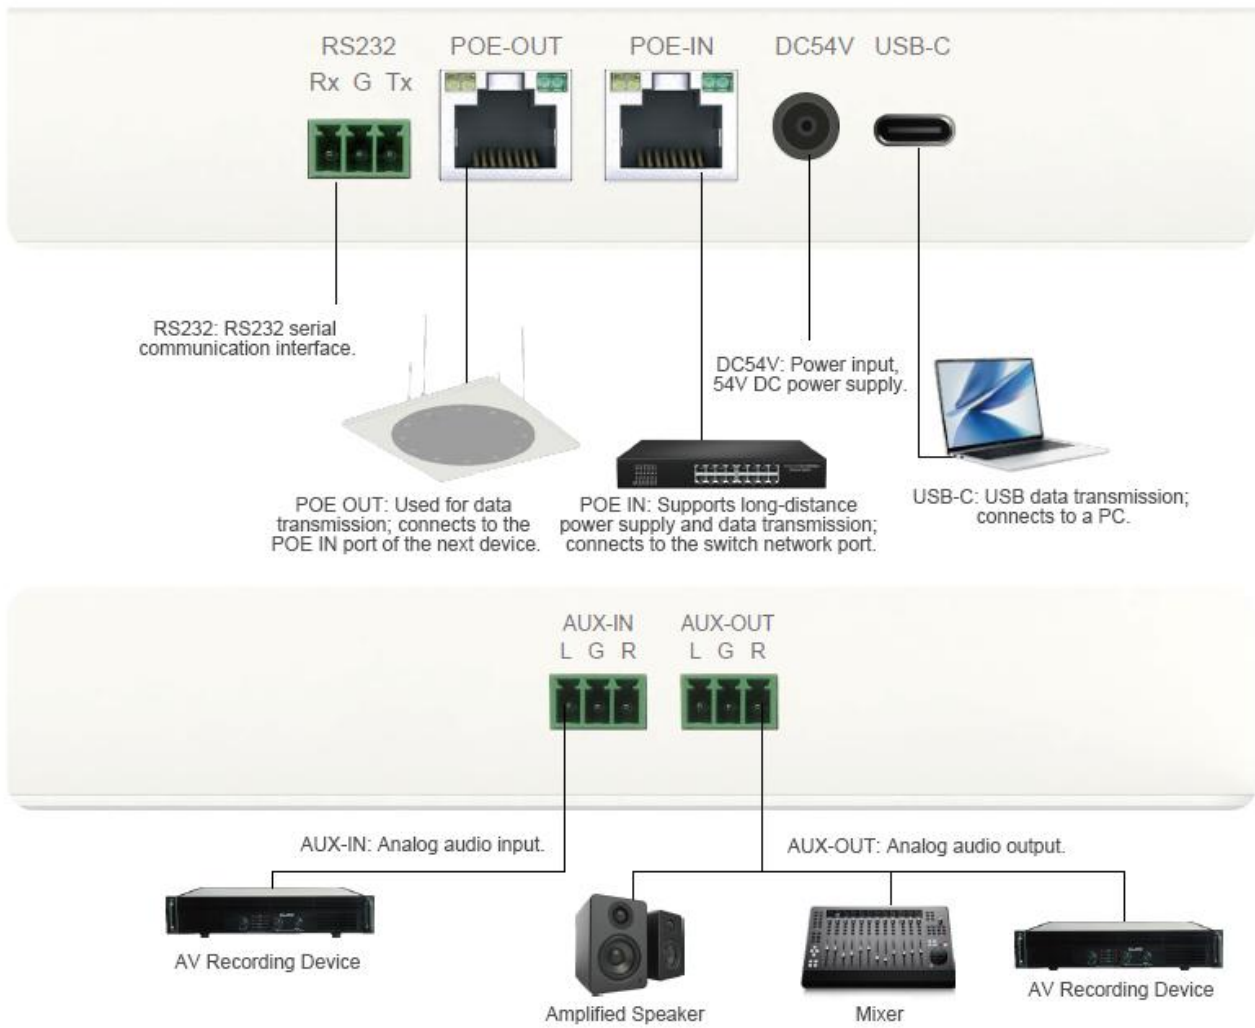 RS232
POE-OUT
POE-IN
DC54V
USB-C
Rx G Tx
RS232: RS232 serial
communication interface.
DC54V: Power input,
54V DC power supply.
POE OUT: Used for data
transmission; connects to the
POE IN port of the next device.
POE IN: Supports long-distance
power supply and data transmission;
connects to the switch network port.
USB-C: USB data transmission;
connects to a PC.
AUX-IN
AUX-OUT
L G R
L G R
AUX-IN: Analog audio input.
AUX-OUT: Analog audio output.
AV Recording Device
Amplified Speaker
Mixer
AV Recording Device